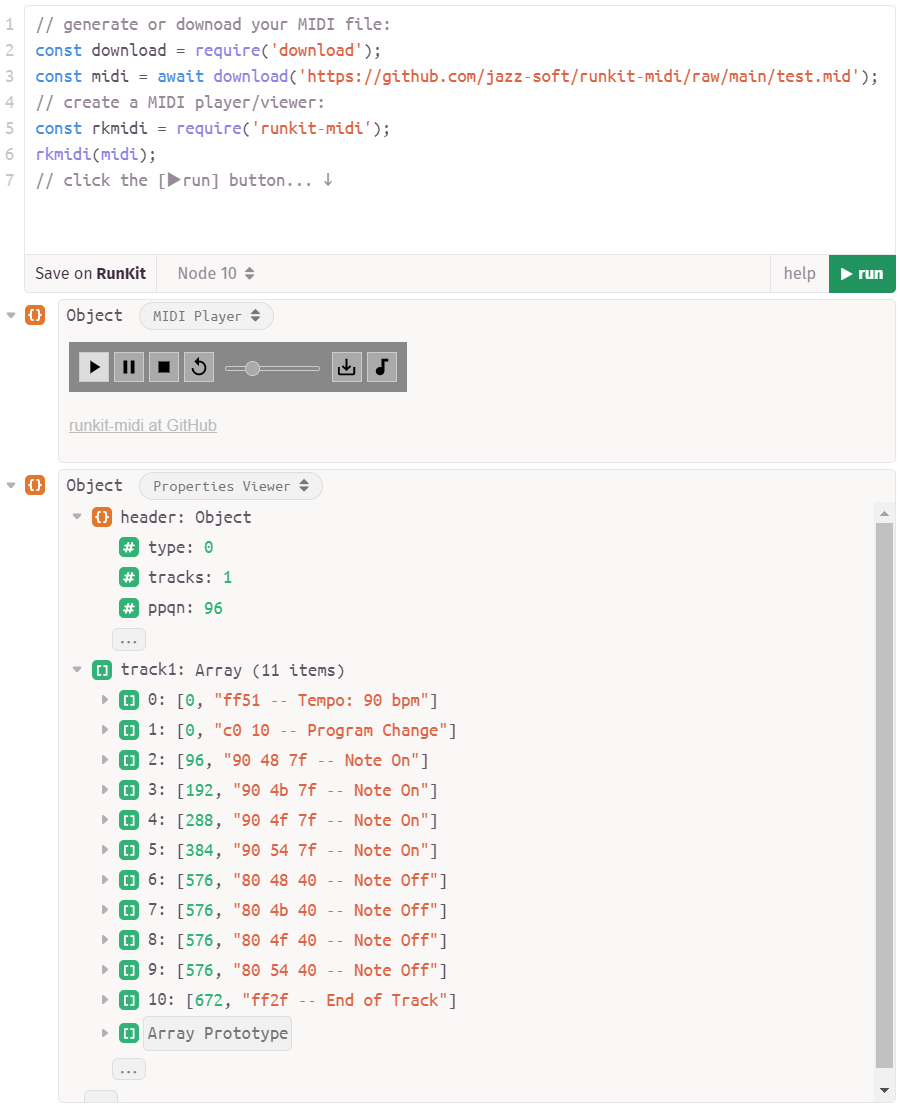 1 // generate or downoad your MIDI file:
2 const download = require('download');
3 const midi = await download('https://github.com/jazz-soft/runkit-midi/raw/main/test.mid');
4 // create a MIDI player/viewer:
5 const rkmidi = require('runkit-midi');
6 rkmidi(midi);
7 // click the [▶run] button... ↓
Save on RunKit Node 10 help ▶ run
{} Object MIDI Player
runkit-midi at GitHub
{} Object Properties Viewer
{} header: Object
# type: 0
# tracks: 1
# ppqn: 96
...
[] track1: Array (11 items)
[] 0: [0, "ff51 -- Tempo: 90 bpm"]
[] 1: [0, "c0 10 -- Program Change"]
[] 2: [96, "90 48 7f -- Note On"]
[] 3: [192, "90 4b 7f -- Note On"]
[] 4: [288, "90 4f 7f -- Note On"]
[] 5: [384, "90 54 7f -- Note On"]
[] 6: [576, "80 48 40 -- Note Off"]
[] 7: [576, "80 4b 40 -- Note Off"]
[] 8: [576, "80 4f 40 -- Note Off"]
[] 9: [576, "80 54 40 -- Note Off"]
[] 10: [672, "ff2f -- End of Track"]
[] Array Prototype
...